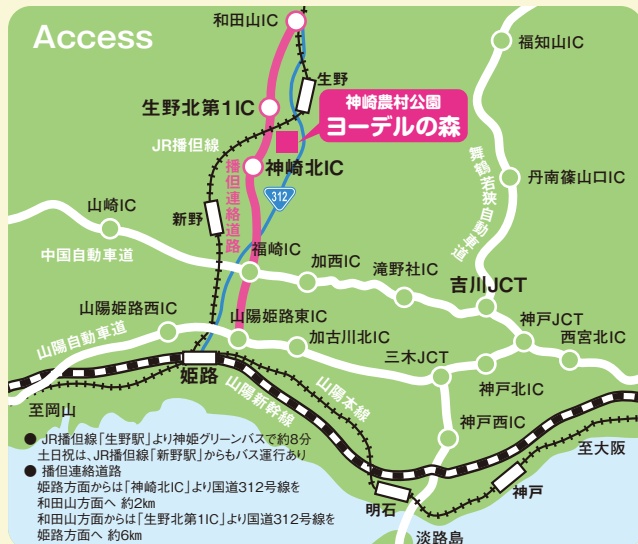 Access
和田山IC
福知山IC
生野
生野北第1IC
神崎農村公園
ヨーデルの森
JR播但線
神崎北IC
播但連絡道路
312
舞鶴若狭自動車道
丹南篠山口IC
山崎IC
新野
中国自動車道
福崎IC
加西IC
滝野社IC
吉川JCT
山陽姫路西IC
山陽姫路東IC
神戸JCT
西宮北IC
山陽自動車道
加古川北IC
三木JCT
神戸北IC
姫路
山陽新幹線
山陽本線
至岡山
神戸西IC
至大阪
明石
神戸
淡路島
● JR播但線「生野駅」より神姫グリーンバスで約8分
土日祝は、JR播但線「新野駅」からもバス運行あり
● 播但連絡道路
姫路方面からは「神崎北IC」より国道312号線を
和田山方面へ 約2km
和田山方面からは「生野北第1IC」より国道312号線を
姫路方面へ 約6km